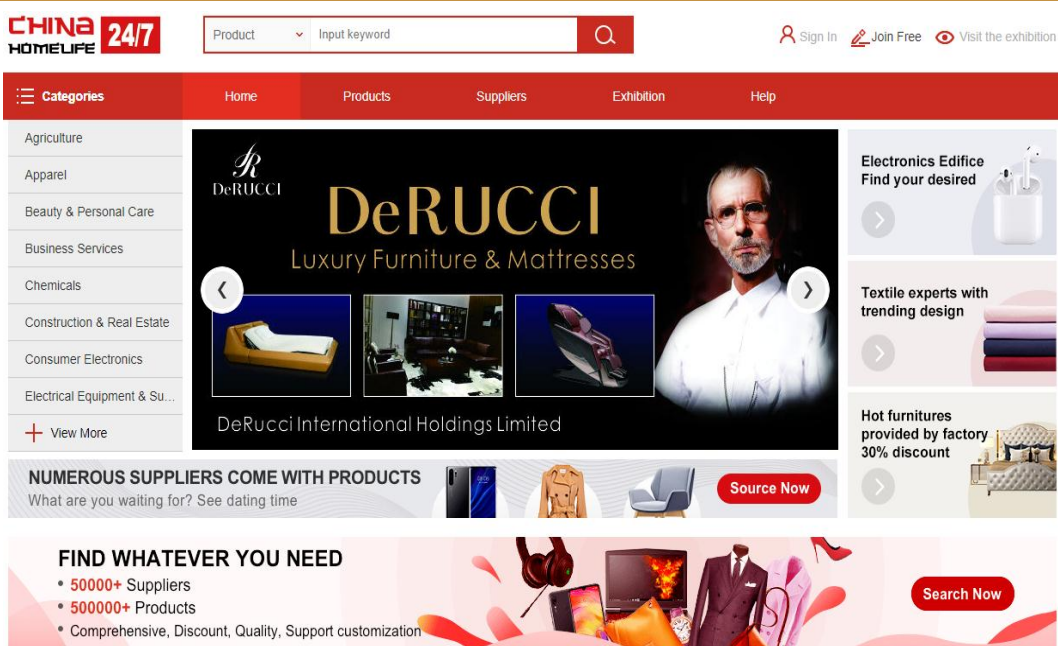 CHINA
HOMELIFE
24/7
Product
Input keyword
Sign In
Join Free
Visit the exhibition
Categories
Home
Products
Suppliers
Exhibition
Help
Agriculture
Apparel
Beauty & Personal Care
Business Services
Chemicals
Construction & Real Estate
Consumer Electronics
Electrical Equipment & Su...
View More
DeRUCCI
DeRUCCI
Luxury Furniture & Mattresses
DeRucci International Holdings Limited
Electronics Edifice
Find your desired
Textile experts with
trending design
Hot furnitures
provided by factory
30% discount
NUMEROUS SUPPLIERS COME WITH PRODUCTS
What are you waiting for? See dating time
Source Now
FIND WHATEVER YOU NEED
• 50000+ Suppliers
• 500000+ Products
• Comprehensive, Discount, Quality, Support customization
Search Now